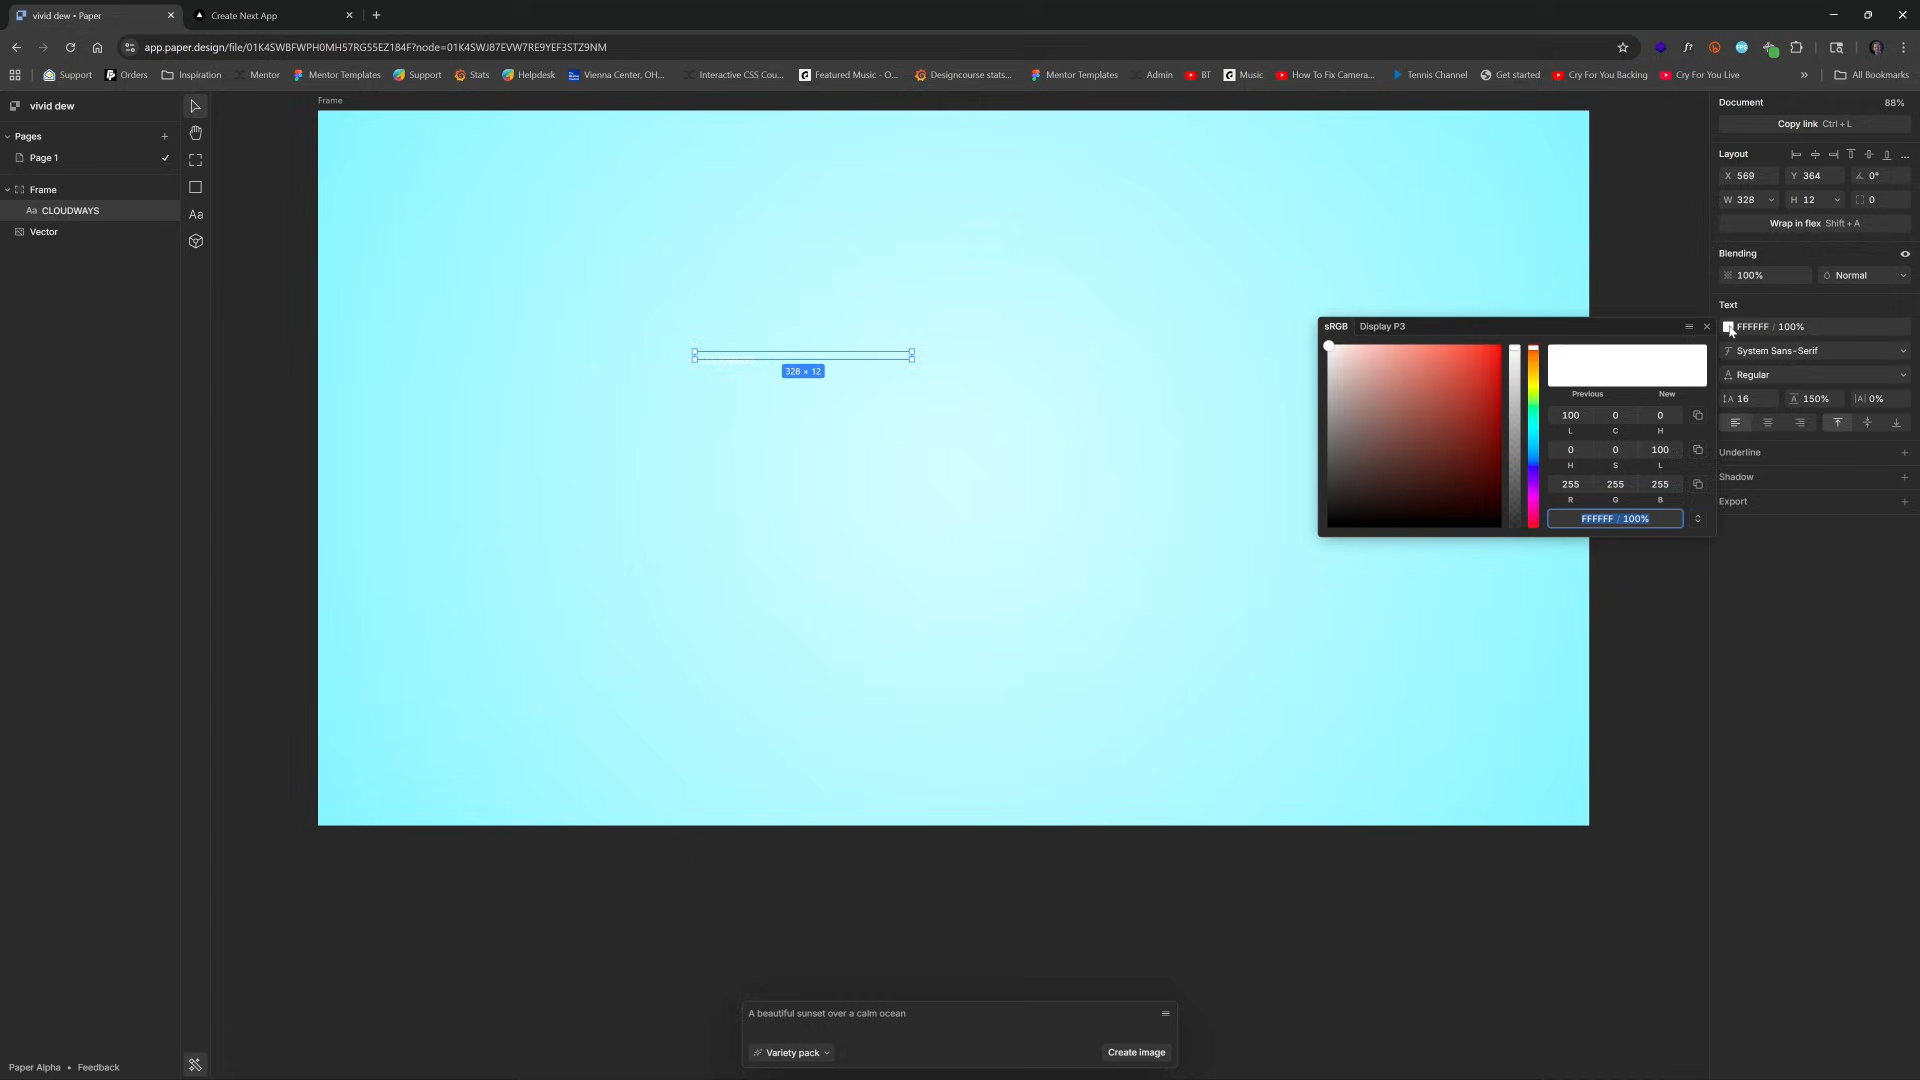 vivid dew • Paper
Create Next App
app.paper.design/file/01K4SWBFWPH0MH57RG55EZ184F?node=01K4SWJ87EVW7RE9YEF3STZ9NM
Support
Orders
Inspiration
Mentor
Mentor Templates
Support
Stats
Helpdesk
Vienna Center, OH...
Interactive CSS Cou...
Featured Music - O...
Designcourse stats...
Mentor Templates
Admin
BT
Music
How To Fix Camera...
Tennis Channel
Get started
Cry For You Backing
Cry For You Live
»
All Bookmarks
vivid dew
Pages
Page 1
Frame
Aa CLOUDWAYS
Vector
Aa
Frame
328 × 12
Document 88%
Copy link Ctrl + L
Layout
X 569 Y 364 0°
W 328 H 12 0
Wrap in flex Shift + A
Blending
100% Normal
Text
FFFFFF / 100%
System Sans-Serif
Regular
A 16 A 150% |A| 0%
Underline
Shadow
Export
sRGB Display P3
Previous New
100 0 0
L C H
0 0 100
H S L
255 255 255
R G B
FFFFFF / 100%
A beautiful sunset over a calm ocean
Variety pack
Create image
Paper Alpha • Feedback